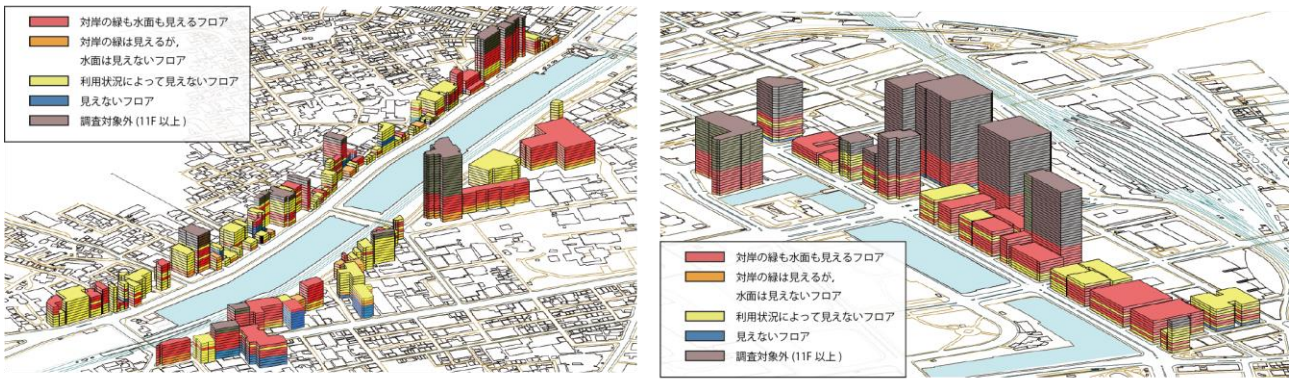 対岸の緑も水面も見えるフロア
対岸の緑は見えるが,
水面は見えないフロア
利用状況によって見えないフロア
見えないフロア
調査対象外 (11F 以上 )
対岸の緑も水面も見えるフロア
対岸の緑は見えるが,
水面は見えないフロア
利用状況によって見えないフロア
見えないフロア
調査対象外 (11F 以上 )